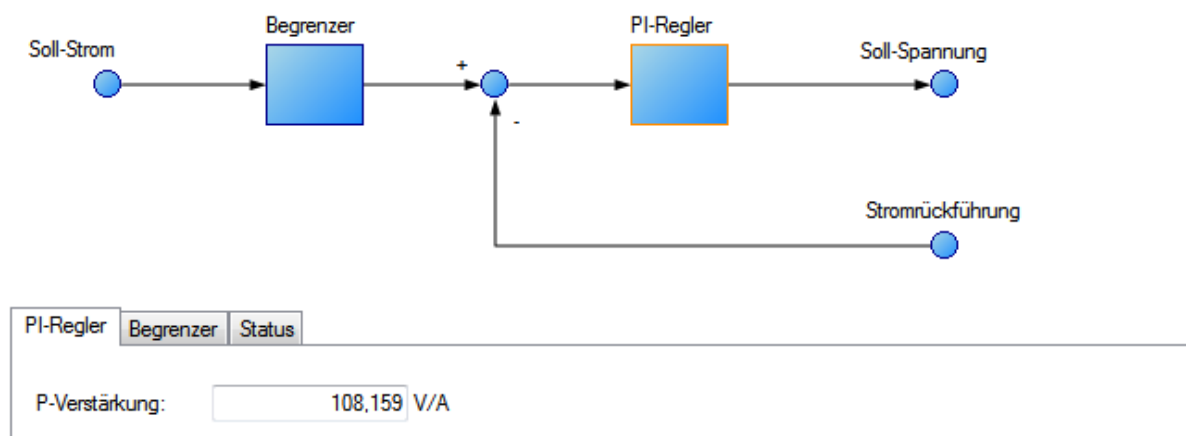 Begrenzer
PI-Regler
Soll-Strom
Soll-Spannung
+
-
Stromrückführung
PI-Regler Begrenzer Status
P-Verstärkung: 108,159 V/A